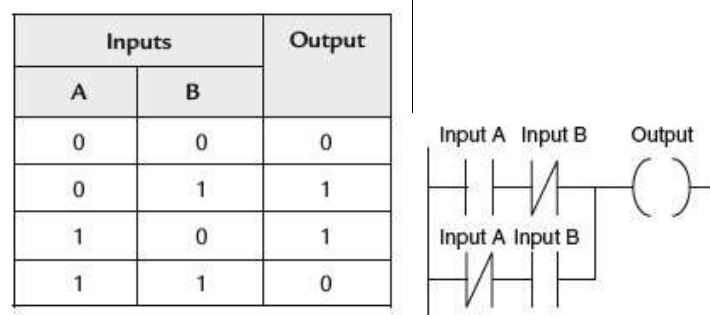 Inputs Output
A B
0 0 0
0 1 1
1 0 1
1 1 0
Input A Input B Output
Input A Input B